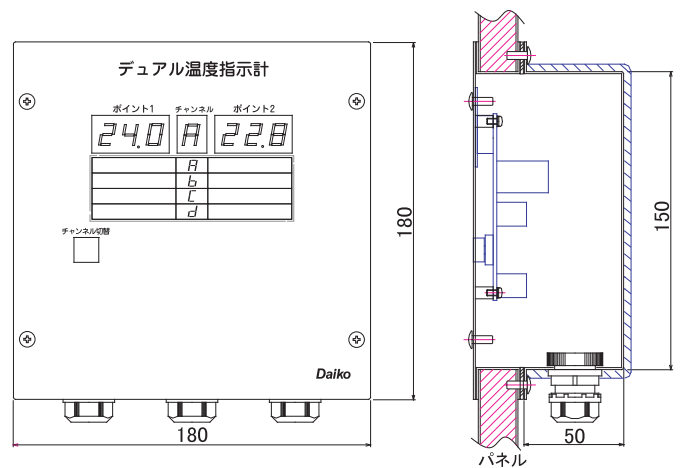 デュアル温度指示計
ポイント1 チャンネル ポイント2
24.0 A 22.8
A
b
C
d
チャンネル切替
Daiko
180
180
150
50
パネル